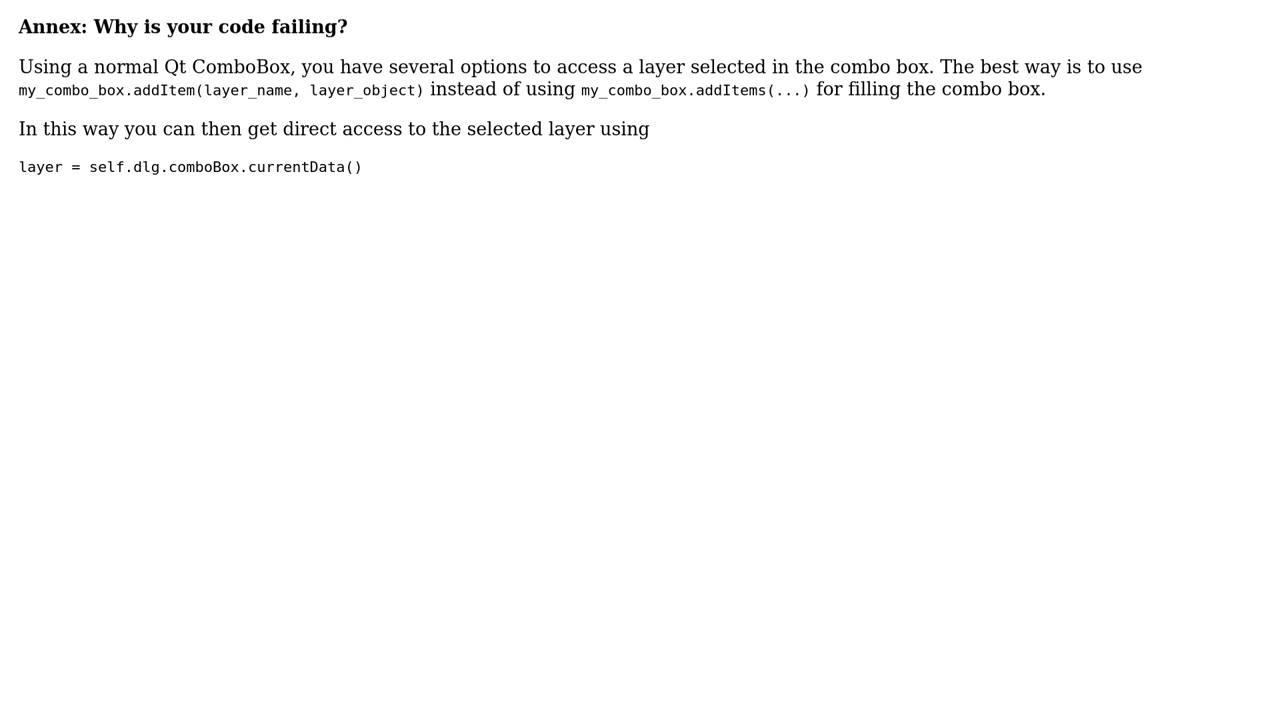 Annex: Why is your code failing?
Using a normal Qt ComboBox, you have several options to access a layer selected in the combo box. The best way is to use
my_combo_box.addItem(layer_name, layer_object) instead of using my_combo_box.addItems(...) for filling the combo box.
In this way you can then get direct access to the selected layer using
layer = self.dlg.comboBox.currentData()